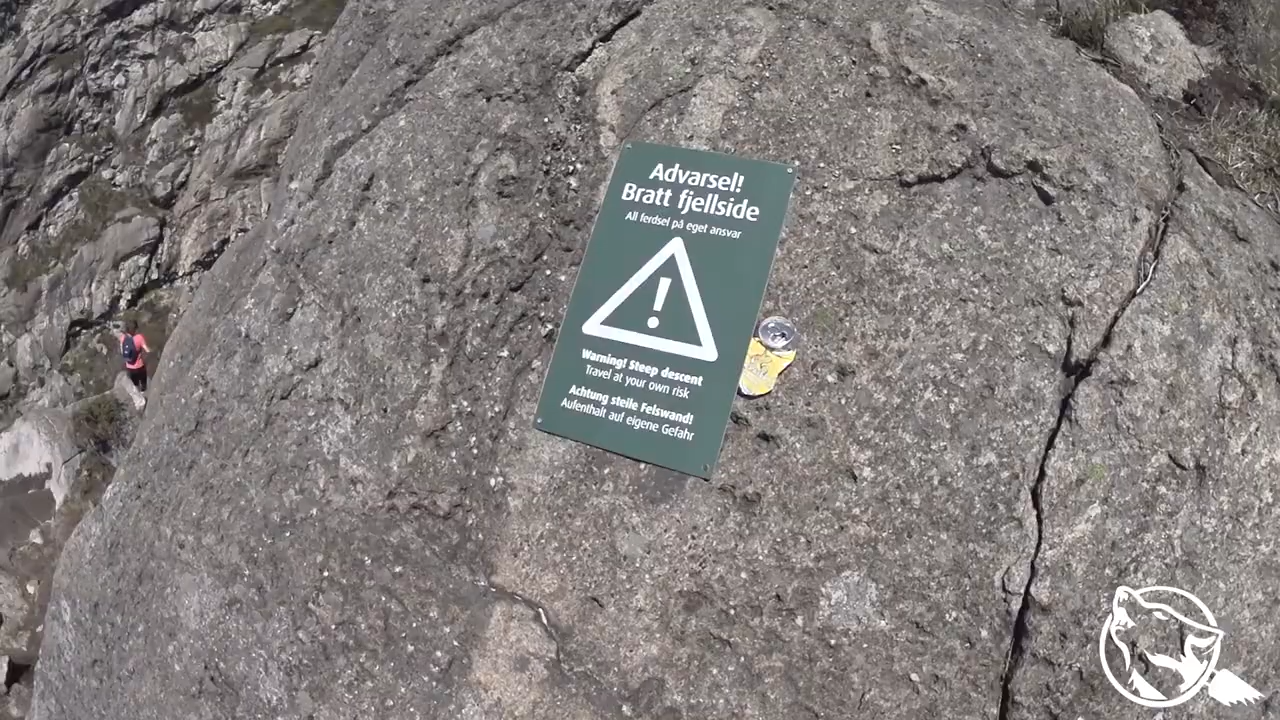 Advarsel!
Bratt fjellside
All ferdsel på eget ansvar
!
Warning! Steep descent
Travel at your own risk
Achtung steile Felswand!
Aufenthalt auf eigene Gefahr